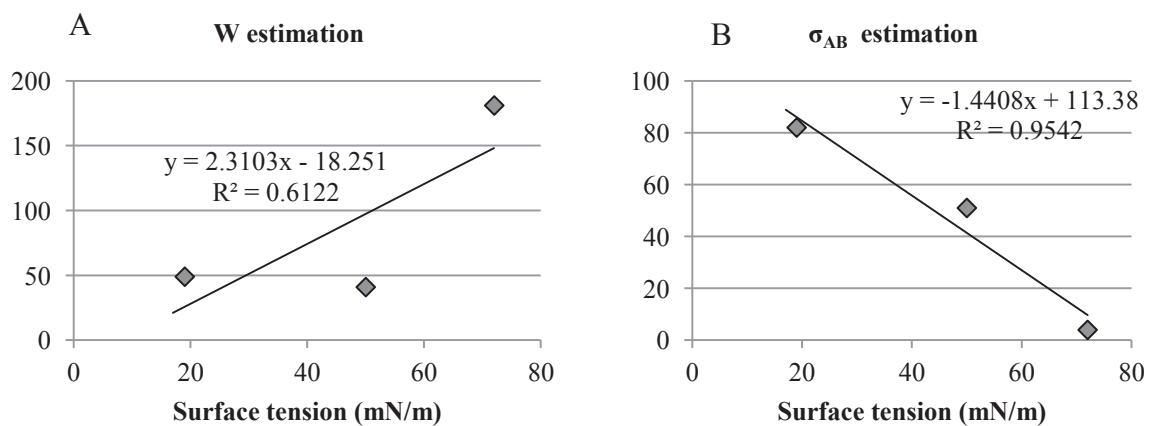 A
W estimation
200
150
100
50
0
y = 2.3103x - 18.251
R² = 0.6122
0 20 40 60 80
Surface tension (mN/m)
B
σAB estimation
100
80
60
40
20
0
y = -1.4408x + 113.38
R² = 0.9542
0 20 40 60 80
Surface tension (mN/m)